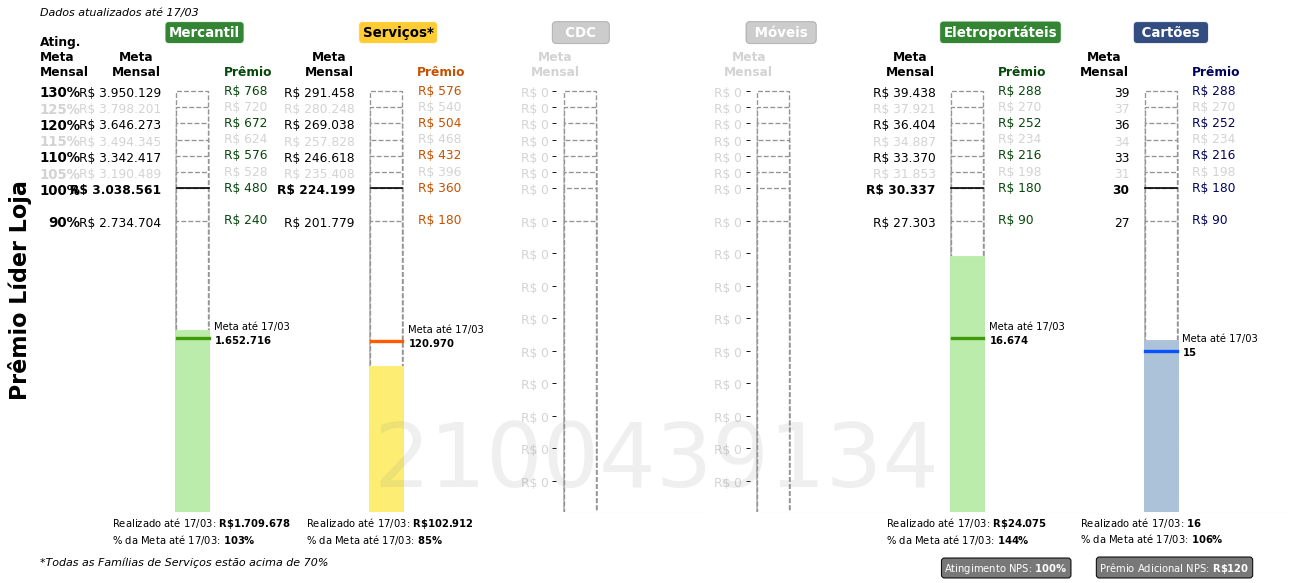 Dados atualizados até 17/03
Mercantil Serviços* CDC Móveis Eletroportáteis Cartões
Ating. Meta Mensal
Meta Mensal Prêmio Meta Mensal Prêmio Meta Mensal Meta Mensal Meta Mensal Prêmio Meta Mensal Prêmio
130% R$ 3.950.129 R$ 768 R$ 291.458 R$ 576 R$ 0 R$ 0 R$ 39.438 R$ 288 39 R$ 288
125% R$ 3.798.201 R$ 720 R$ 280.248 R$ 540 R$ 0 R$ 0 R$ 37.921 R$ 270 37 R$ 270
120% R$ 3.646.273 R$ 672 R$ 269.038 R$ 504 R$ 0 R$ 0 R$ 36.404 R$ 252 36 R$ 252
115% R$ 3.494.345 R$ 624 R$ 257.828 R$ 468 R$ 0 R$ 0 R$ 34.887 R$ 234 34 R$ 234
110% R$ 3.342.417 R$ 576 R$ 246.618 R$ 432 R$ 0 R$ 0 R$ 33.370 R$ 216 33 R$ 216
105% R$ 3.190.489 R$ 528 R$ 235.408 R$ 396 R$ 0 R$ 0 R$ 31.853 R$ 198 31 R$ 198
100% R$ 3.038.561 R$ 480 R$ 224.199 R$ 360 R$ 0 R$ 0 R$ 30.337 R$ 180 30 R$ 180
90% R$ 2.734.704 R$ 240 R$ 201.779 R$ 180 R$ 0 R$ 0 R$ 27.303 R$ 90 27 R$ 90
R$ 0 R$ 0
R$ 0 R$ 0
R$ 0 R$ 0
Meta até 17/03 Meta até 17/03 Meta até 17/03 Meta até 17/03
1.652.716 120.970 16.674 15
R$ 0 R$ 0
R$ 0 R$ 0
R$ 0 R$ 0
R$ 0 R$ 0
R$ 0 R$ 0
2100439134
Prêmio Líder Loja
Realizado até 17/03: R$1.709.678 Realizado até 17/03: R$102.912 Realizado até 17/03: R$24.075 Realizado até 17/03: 16
% da Meta até 17/03: 103% % da Meta até 17/03: 85% % da Meta até 17/03: 144% % da Meta até 17/03: 106%
*Todas as Famílias de Serviços estão acima de 70%
Atingimento NPS: 100% Prêmio Adicional NPS: R$120